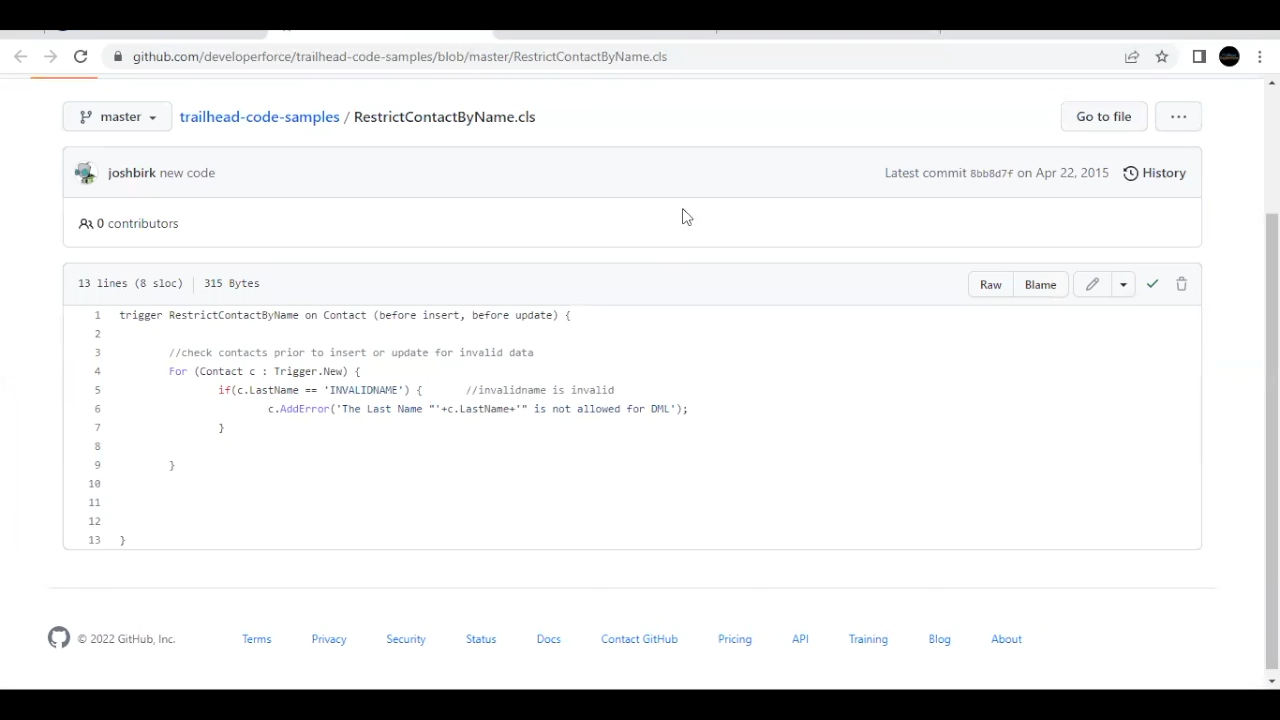 github.com/developerforce/trailhead-code-samples/blob/master/RestrictContactByName.cls
master trailhead-code-samples / RestrictContactByName.cls Go to file ...
joshbirk new code Latest commit 8bb8d7f on Apr 22, 2015 History
0 contributors
13 lines (8 sloc) 315 Bytes Raw Blame
1 trigger RestrictContactByName on Contact (before insert, before update) {
2
3 //check contacts prior to insert or update for invalid data
4 For (Contact c : Trigger.New) {
5 if(c.LastName == 'INVALIDNAME') { //invalidname is invalid
6 c.AddError('The Last Name "'+c.LastName+'" is not allowed for DML');
7 }
8
9 }
10
11
12
13 }
© 2022 GitHub, Inc. Terms Privacy Security Status Docs Contact GitHub Pricing API Training Blog About